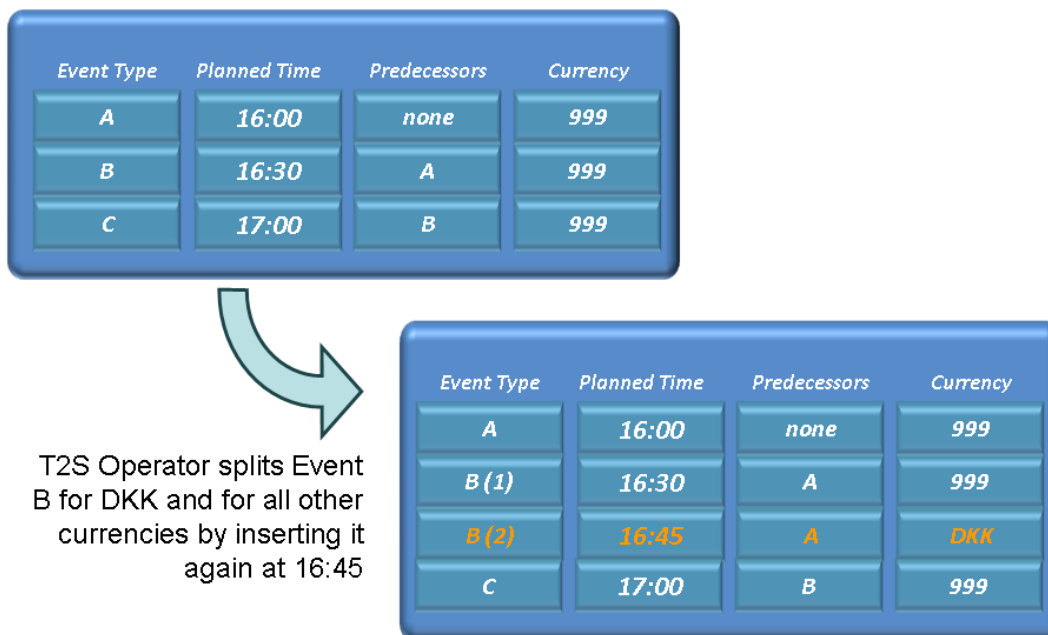 Event Type Planned Time Predecessors Currency
A 16:00 none 999
B 16:30 A 999
C 17:00 B 999
T2S Operator splits Event
B for DKK and for all other
currencies by inserting it
again at 16:45
Event Type Planned Time Predecessors Currency
A 16:00 none 999
B (1) 16:30 A 999
B (2) 16:45 A DKK
C 17:00 B 999